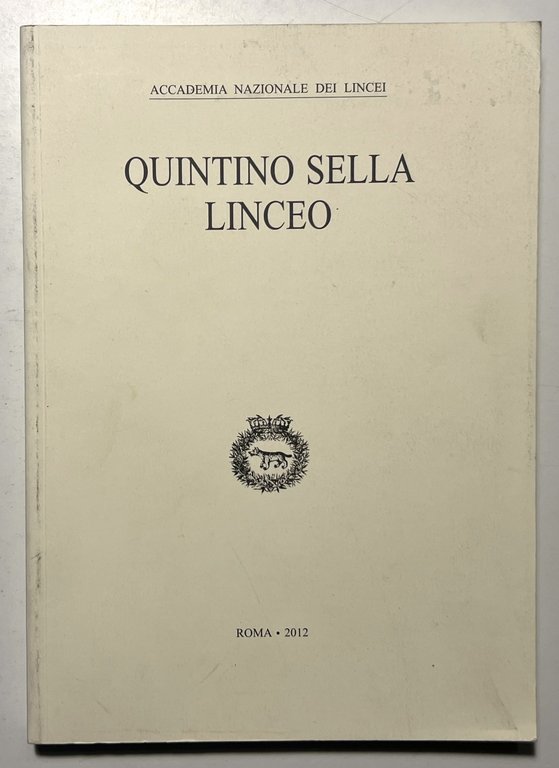 ACCADEMIA NAZIONALE DEI LINCEI
QUINTINO SELLA
LINCEO
ROMA • 2012